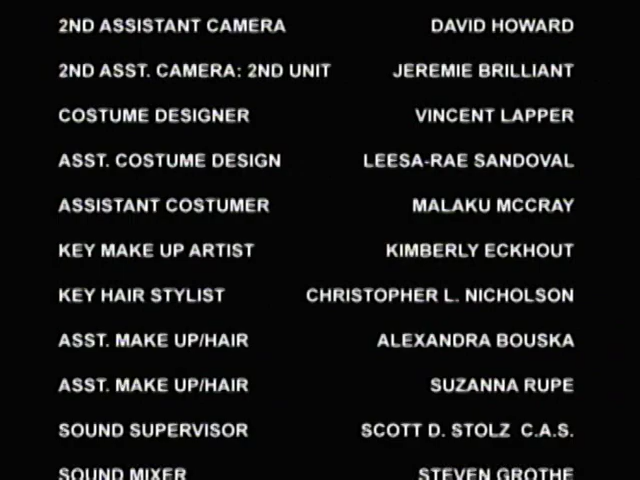 2ND ASSISTANT CAMERA DAVID HOWARD
2ND ASST. CAMERA: 2ND UNIT JEREMIE BRILLIANT
COSTUME DESIGNER VINCENT LAPPER
ASST. COSTUME DESIGN LEESA-RAE SANDOVAL
ASSISTANT COSTUMER MALAKU MCCRAY
KEY MAKE UP ARTIST KIMBERLY ECKHOUT
KEY HAIR STYLIST CHRISTOPHER L. NICHOLSON
ASST. MAKE UP/HAIR ALEXANDRA BOUSKA
ASST. MAKE UP/HAIR SUZANNA RUPE
SOUND SUPERVISOR SCOTT D. STOLZ C.A.S.
SOUND MIXER STEVEN GROTHE